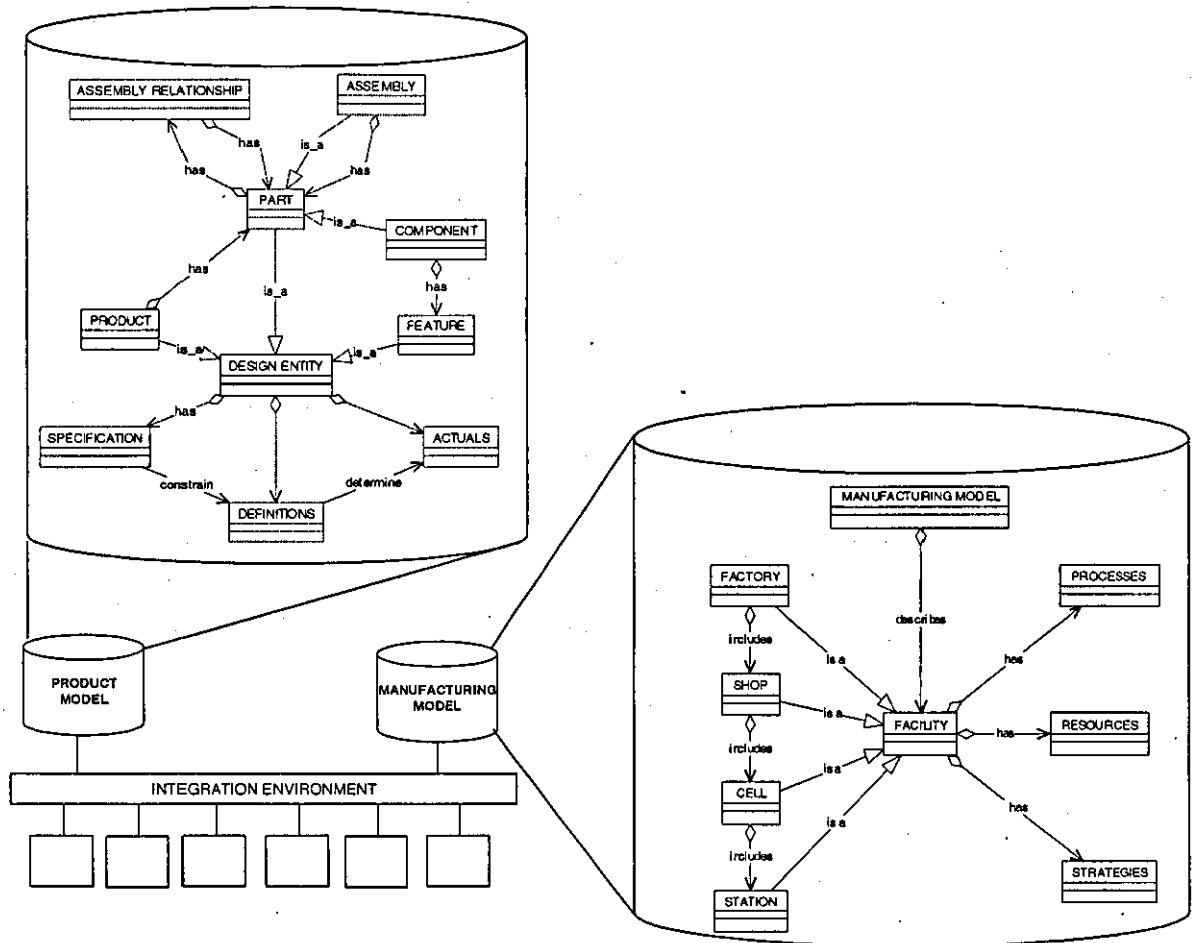 ASSEMBLY RELATIONSHIP
ASSEMBLY
has
is_a
has
has
PART
is_a
COMPONENT
has
is_a
has
PRODUCT
FEATURE
is_a
is_a
DESIGN ENTITY
has
SPECIFICATION
ACTUALS
constrain
determine
DEFINITIONS
PRODUCT
MODEL
MANUFACTURING
MODEL
INTEGRATION ENVIRONMENT
MANUFACTURING MODEL
FACTORY
PROCESSES
describes
includes
is a
has
SHOP
is a
FACILITY
has
RESOURCES
includes
is a
CELL
has
is a
includes
STRATEGIES
STATION